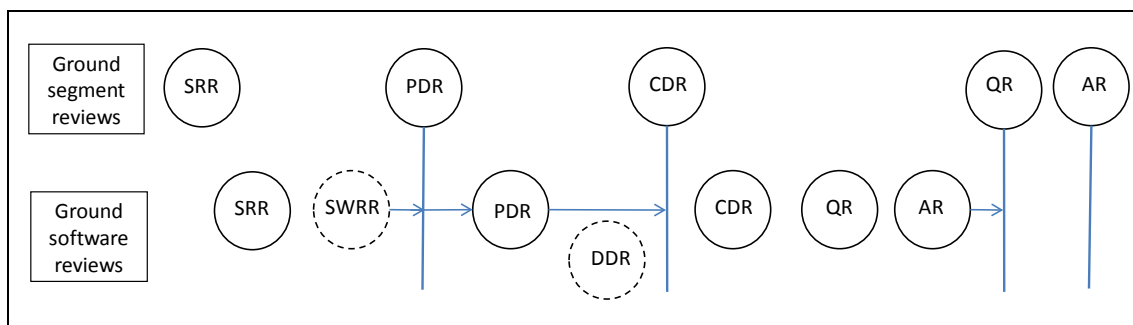 Ground
segment
reviews
SRR
PDR
CDR
QR
AR
Ground
software
reviews
SRR
SWRR
PDR
DDR
CDR
QR
AR